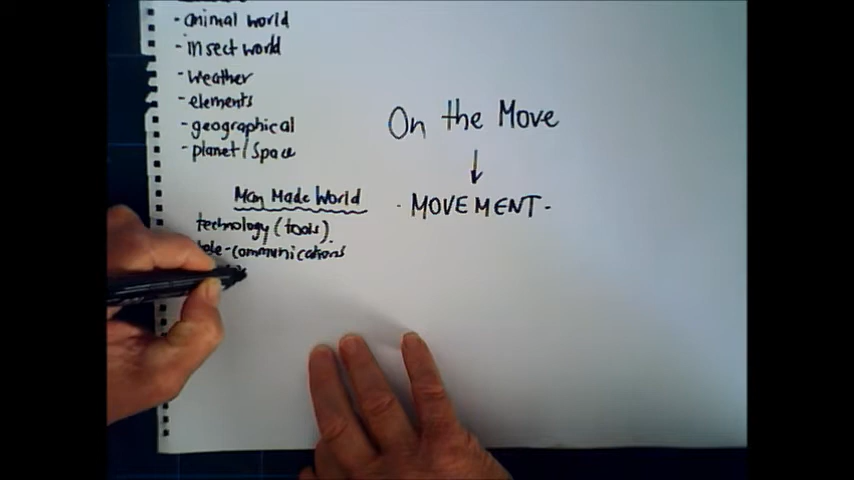 - animal world
- insect world
- weather
- elements
- geographical
- planet/Space
On the Move
↓
- MOVEMENT -
Man Made World
technology (tools).
tele-communications